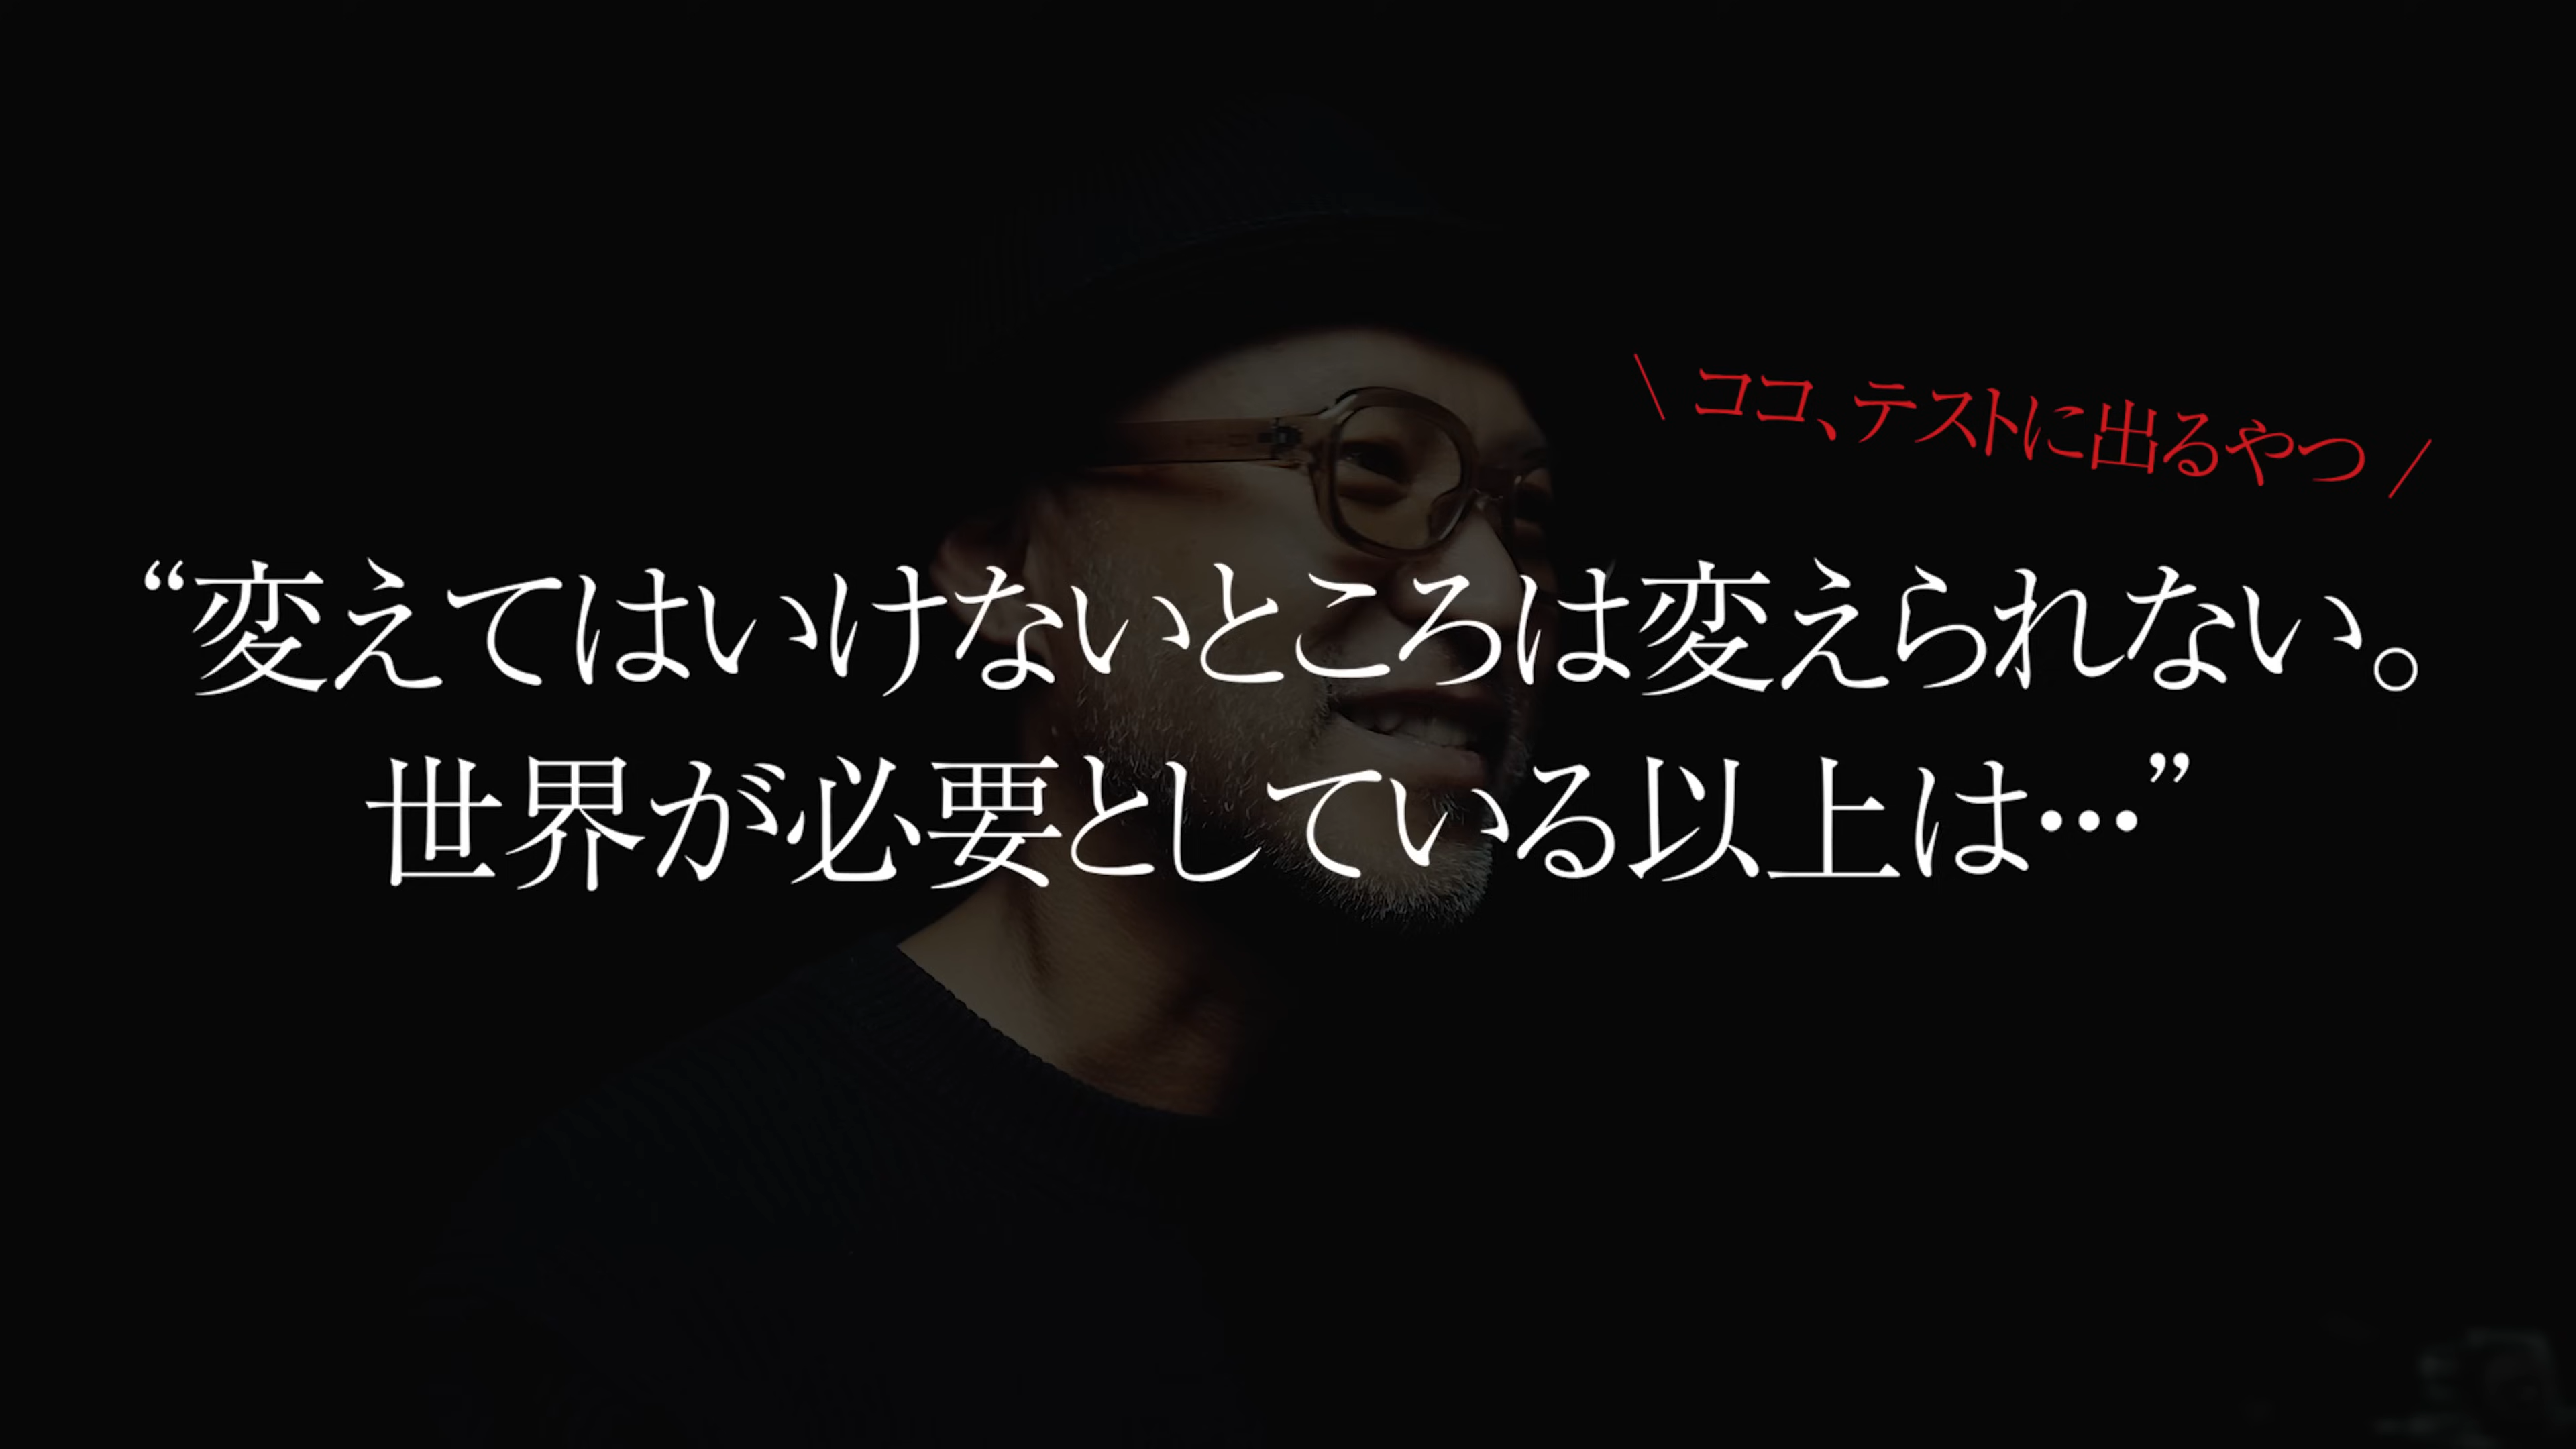 \ ココ、テストに出るやつ /
“変えてはいけないところは変えられない。
世界が必要としている以上は…”